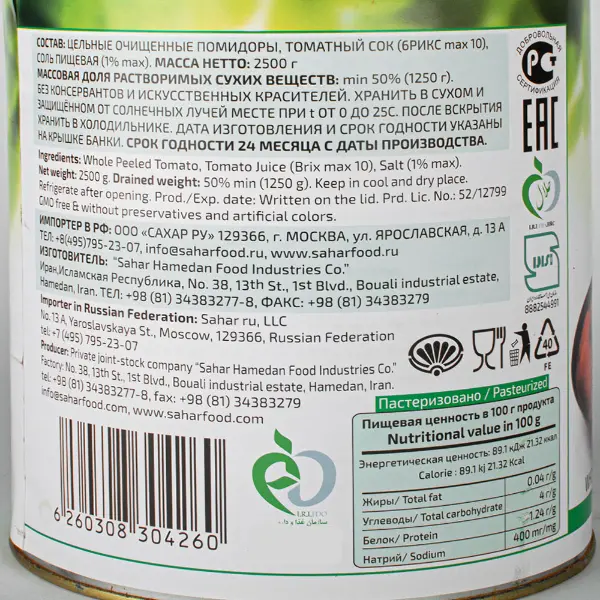 СОСТАВ: ЦЕЛЬНЫЕ ОЧИЩЕННЫЕ ПОМИДОРЫ, ТОМАТНЫЙ СОК (6РИКС max 10),
СОЛЬ ПИЩЕВАЯ (1% max). МАССА НЕТТО: 2500 г
МАССОВАЯ ДОЛЯ РАСТВОРИМЫХ СУХИХ ВЕЩЕСТВ: min 50% (1250 г).
БЕЗ КОНСЕРВАНТОВ И ИСКУССТВЕННЫХ КРАСИТЕЛЕЙ. ХРАНИТЬ В СУХОМ И
ЗАЩИЩЁННОМ ОТ СОЛНЕЧНЫХ ЛУЧЕЙ МЕСТЕ ПРИ t ОТ 0 ДО 25С. ПОСЛЕ ВСКРЫТИЯ
ХРАНИТЬ В ХОЛОДИЛЬНИКЕ. ДАТА ИЗГОТОВЛЕНИЯ И СРОК ГОДНОСТИ УКАЗАНЫ
НА КРЫШКЕ БАНКИ. СРОК ГОДНОСТИ 24 МЕСЯЦА С ДАТЫ ПРОИЗВОДСТВА.
Ingredients: Whole Peeled Tomato, Tomato Juice (Brix max 10), Salt (1% max).
Net weight: 2500 g. Drained weight: 50% min (1250 g). Keep in cool and dry place.
Refrigerate after opening. Prod./Exp. date: Written on the lid. Prd. Lic. No.: 52/12799
GMO free & without preservatives and artificial colors.
ИМПОРТЕР В РФ: ООО «САХАР РУ» 129366, г. МОСКВА, УЛ. ЯРОСЛАВСКАЯ, Д. 13 А
ТЕЛ: +8(495)795-23-07, info@saharfood.ru, www.saharfood.ru
ИЗГОТОВИТЕЛЬ: "Sahar Hamedan Food Industries Co."
Иран,Исламская Республика, No. 38, 13th St., 1st Blvd., Bouali industrial estate,
Hamedan, Iran. ТЕЛ: +98 (81) 34383277-8, ФАКС: +98 (81) 34383279
Importer in Russian Federation: Sahar ru, LLC
No. 13 A, Yaroslavskaya St., Moscow, 129366, Russian Federation
tel: +7 (495) 795-23-07
Producer: Private joint-stock company "Sahar Hamedan Food Industries Co."
Factory: No. 38, 13th St., 1st Blvd., Bouali industrial estate, Hamedan, Iran.
tel: +98 (81) 34383277-8, fax: +98 (81) 34383279
info@saharfood.com, www.saharfood.com
6 260308 304260
I.R.I.FDO
سازمان غذا و دارو
ДОБРОВОЛЬНАЯ
СЕРТИФИКАЦИЯ
EAC
8882544991
40
FE
Пастеризовано / Pasteurized
Пищевая ценность в 100 г продукта
Nutritional value in 100 g
Энергетическая ценность: 89.1 кДж 21.32 ккал
Calorie : 89.1 kj 21.32 Kcal
Жиры/ Total fat 0.04 г/g
Углеводы/ Total carbohydrate 4 г/g
Белок/ Protein 1.24 г/g
Натрий/ Sodium 400 мг/mg